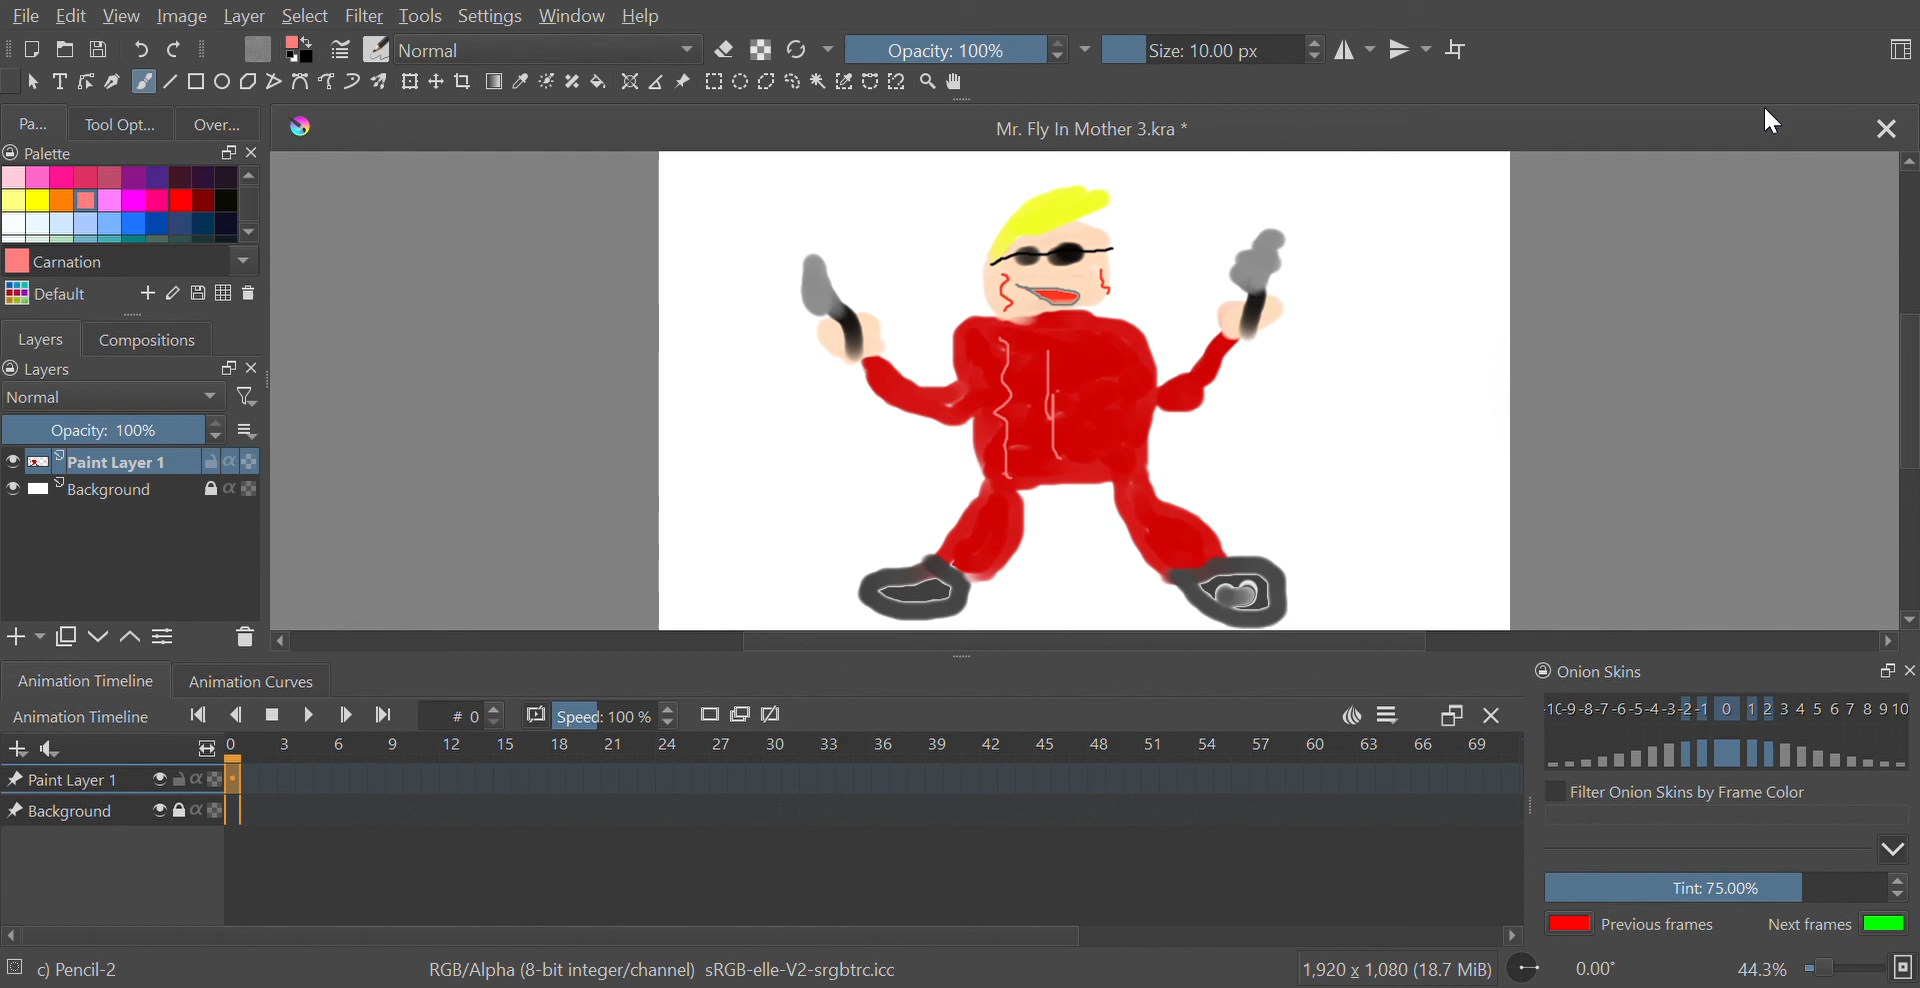 File Edit View Image Layer Select Filter Tools Settings Window Help
Normal Opacity: 100% Size: 10.00 px
Pa... Tool Opt... Over... Mr. Fly In Mother 3.kra *
Palette
Carnation
Default
Layers Compositions
Layers
Normal
Opacity: 100%
Paint Layer 1
Background
Animation Timeline Animation Curves
Onion Skins
Animation Timeline # 0 Speed: 100 %
-10-9-8-7-6-5-4-3-2-1 0 1 2 3 4 5 6 7 8 9 10
0 3 6 9 12 15 18 21 24 27 30 33 36 39 42 45 48 51 54 57 60 63 66 69
Paint Layer 1
Filter Onion Skins by Frame Color
Background
Tint: 75.00%
Previous frames Next frames
c) Pencil-2 RGB/Alpha (8-bit integer/channel) sRGB-elle-V2-srgbtrc.icc 1,920 x 1,080 (18.7 MiB) 0.00° 44.3%